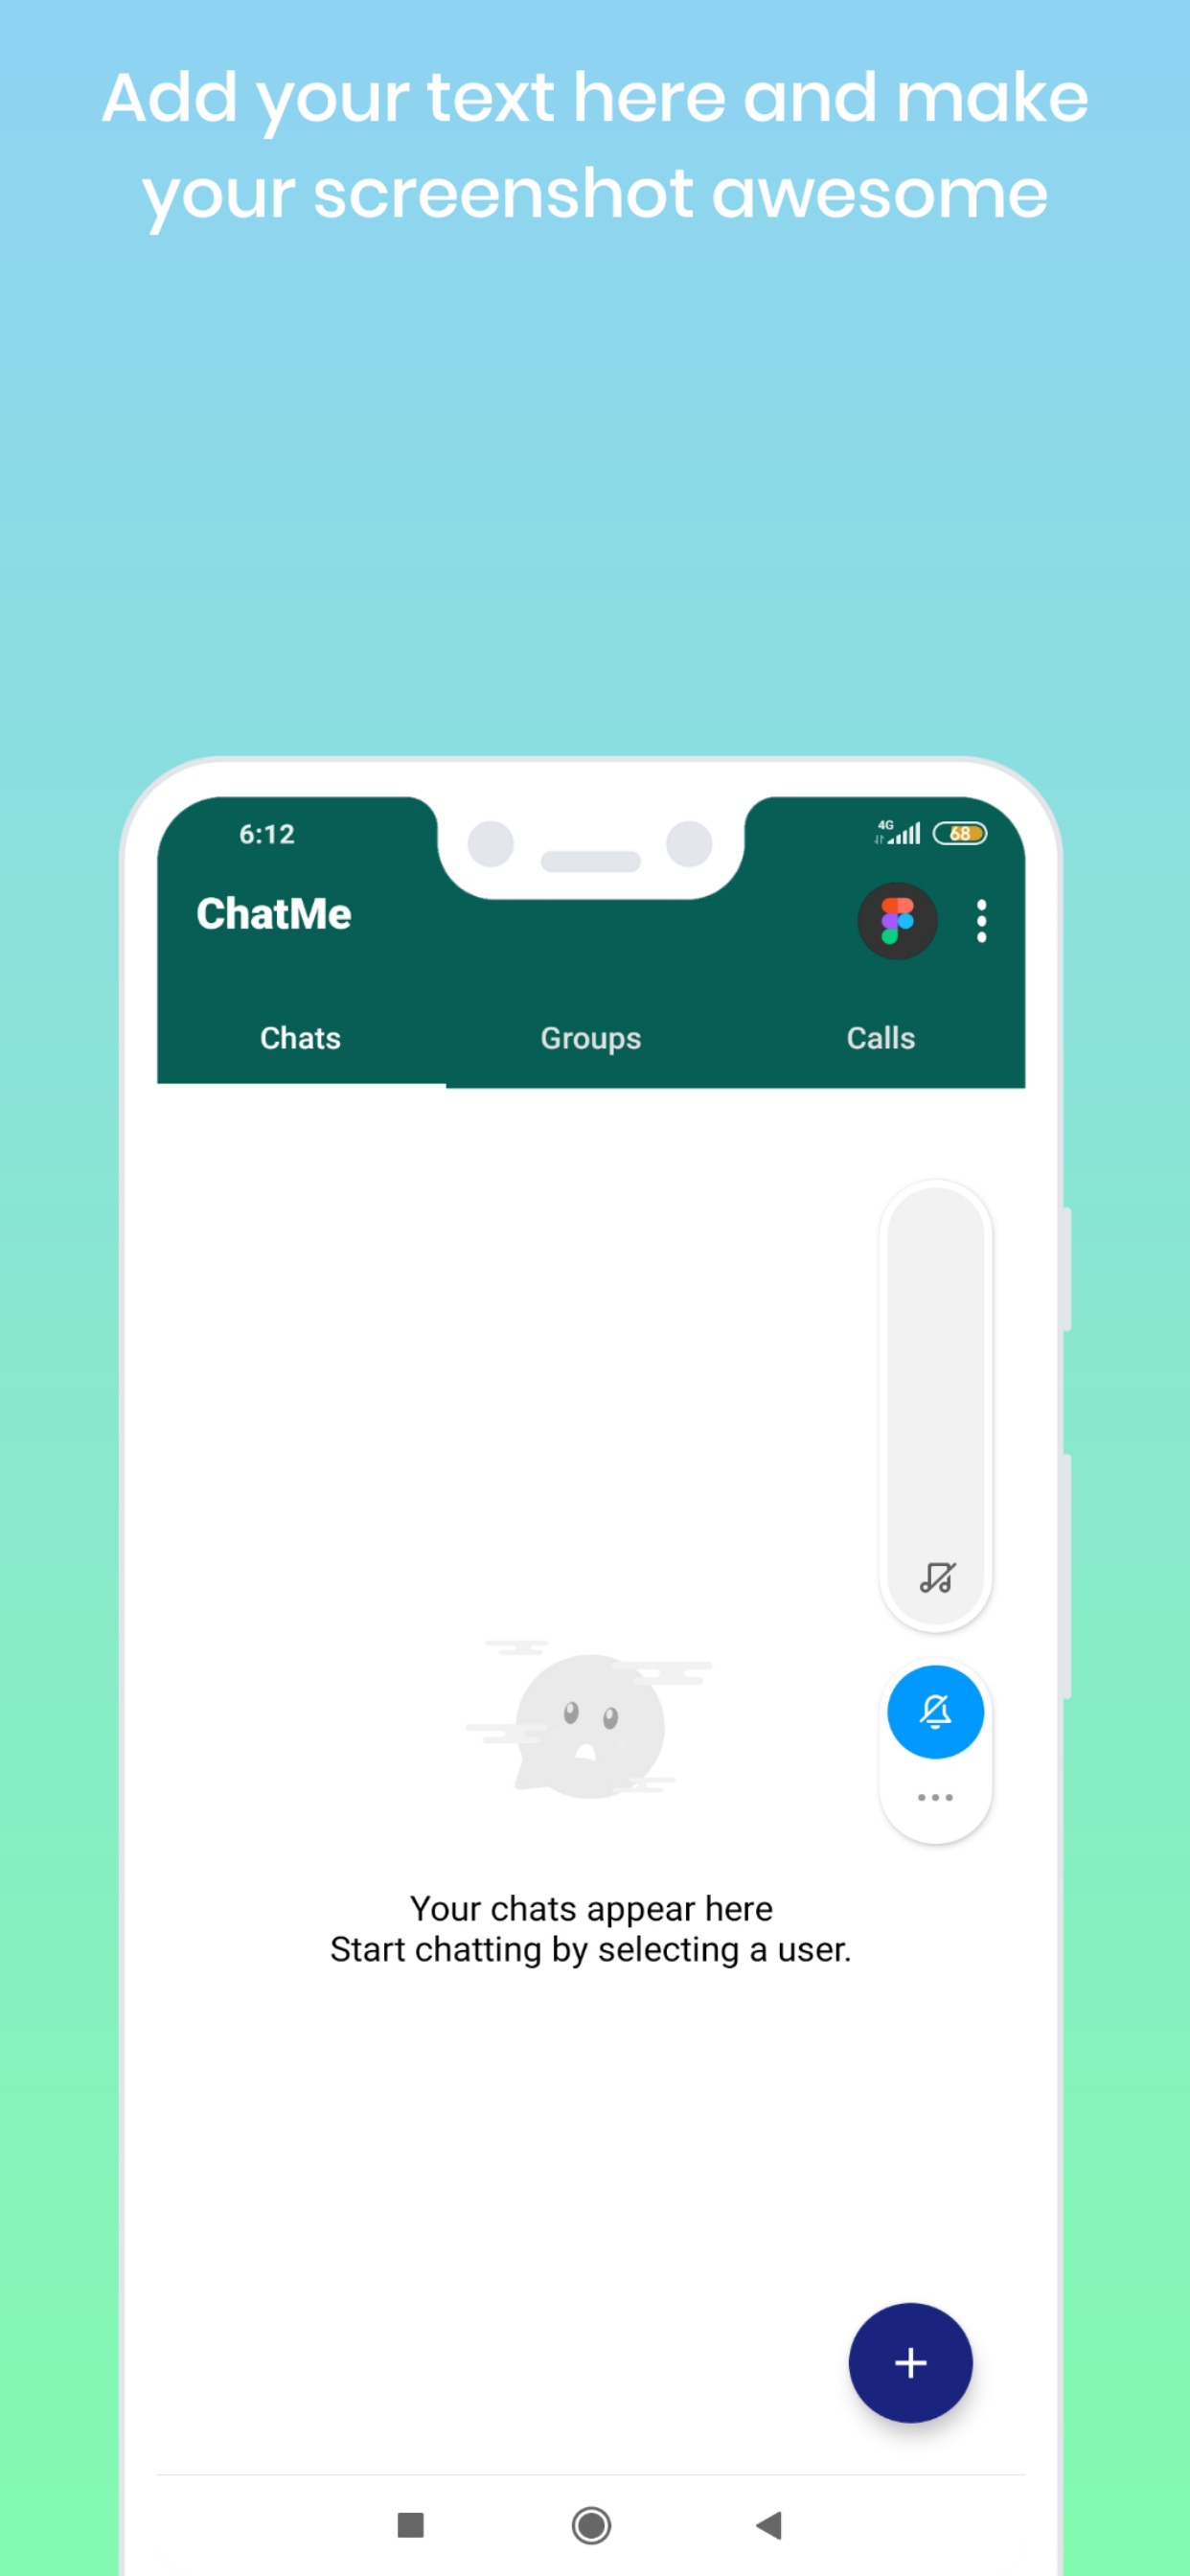 Add your text here and make
your screenshot awesome
6:12
4G
68
ChatMe
Chats
Groups
Calls
Your chats appear here
Start chatting by selecting a user.